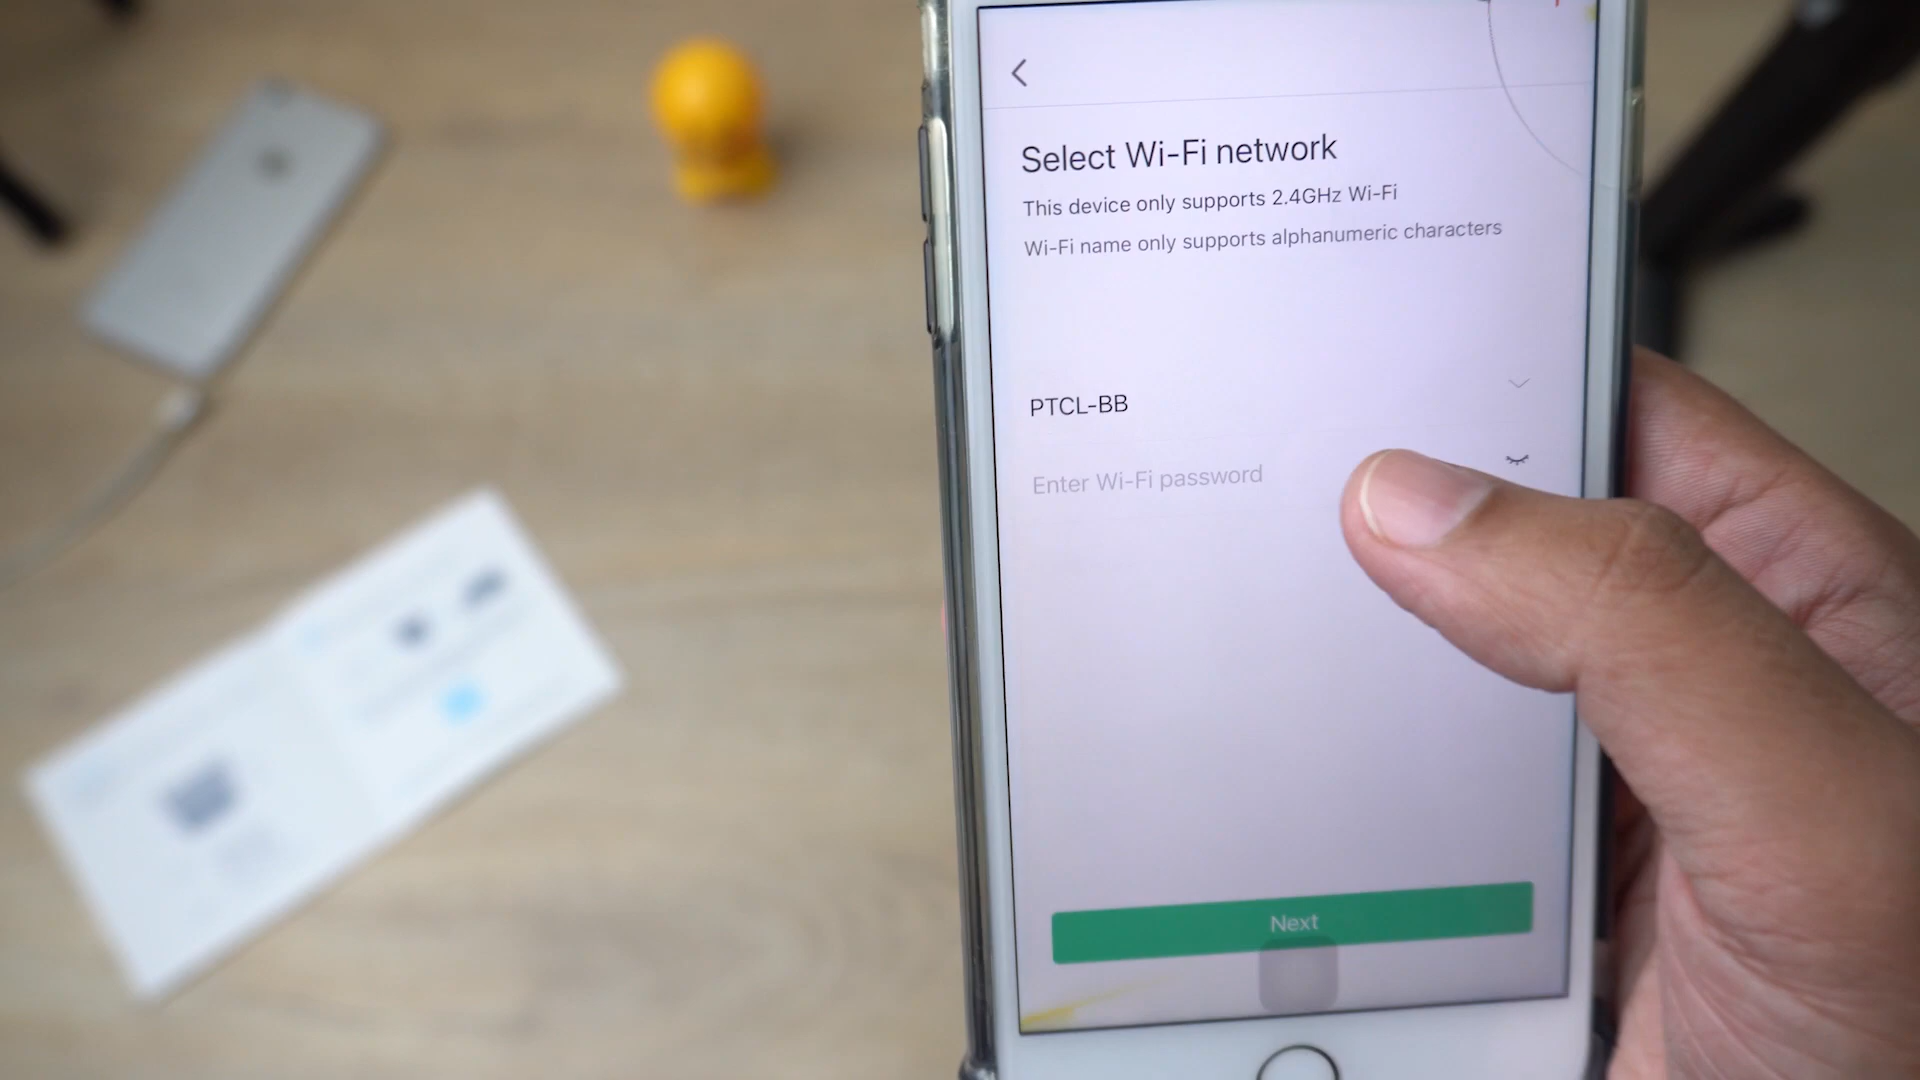 Select Wi-Fi network
This device only supports 2.4GHz Wi-Fi
Wi-Fi name only supports alphanumeric characters
PTCL-BB
Enter Wi-Fi password
Next